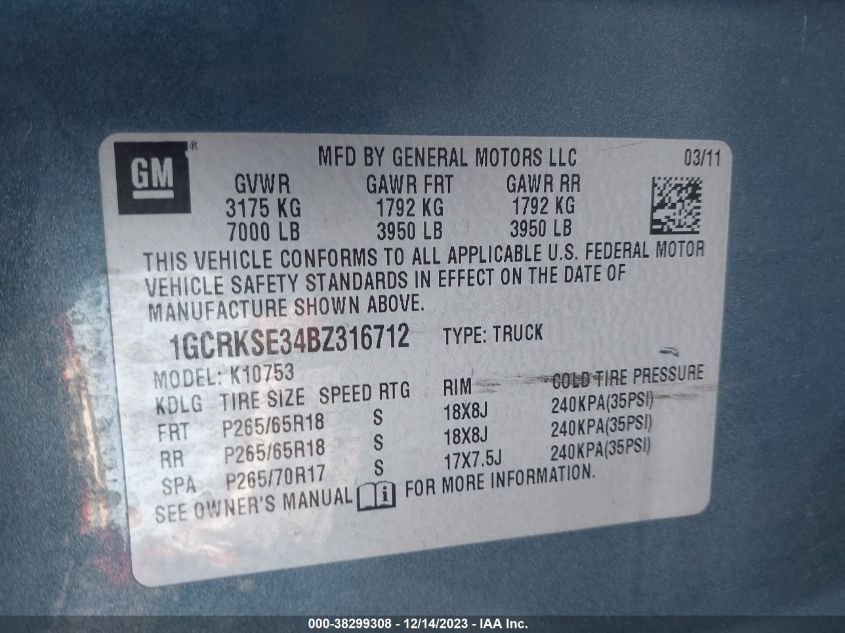 GM®
MFD BY GENERAL MOTORS LLC 03/11
GVWR GAWR FRT GAWR RR
3175 KG 1792 KG 1792 KG
7000 LB 3950 LB 3950 LB
THIS VEHICLE CONFORMS TO ALL APPLICABLE U.S. FEDERAL MOTOR
VEHICLE SAFETY STANDARDS IN EFFECT ON THE DATE OF
MANUFACTURE SHOWN ABOVE.
1GCRKSE34BZ316712 TYPE: TRUCK
MODEL: K10753
KDLG TIRE SIZE SPEED RTG RIM COLD TIRE PRESSURE
FRT P265/65R18 S 18X8J 240KPA(35PSI)
RR P265/65R18 S 18X8J 240KPA(35PSI)
SPA P265/70R17 S 17X7.5J 240KPA(35PSI)
SEE OWNER'S MANUAL i FOR MORE INFORMATION.
000-38299308 - 12/14/2023 - IAA Inc.